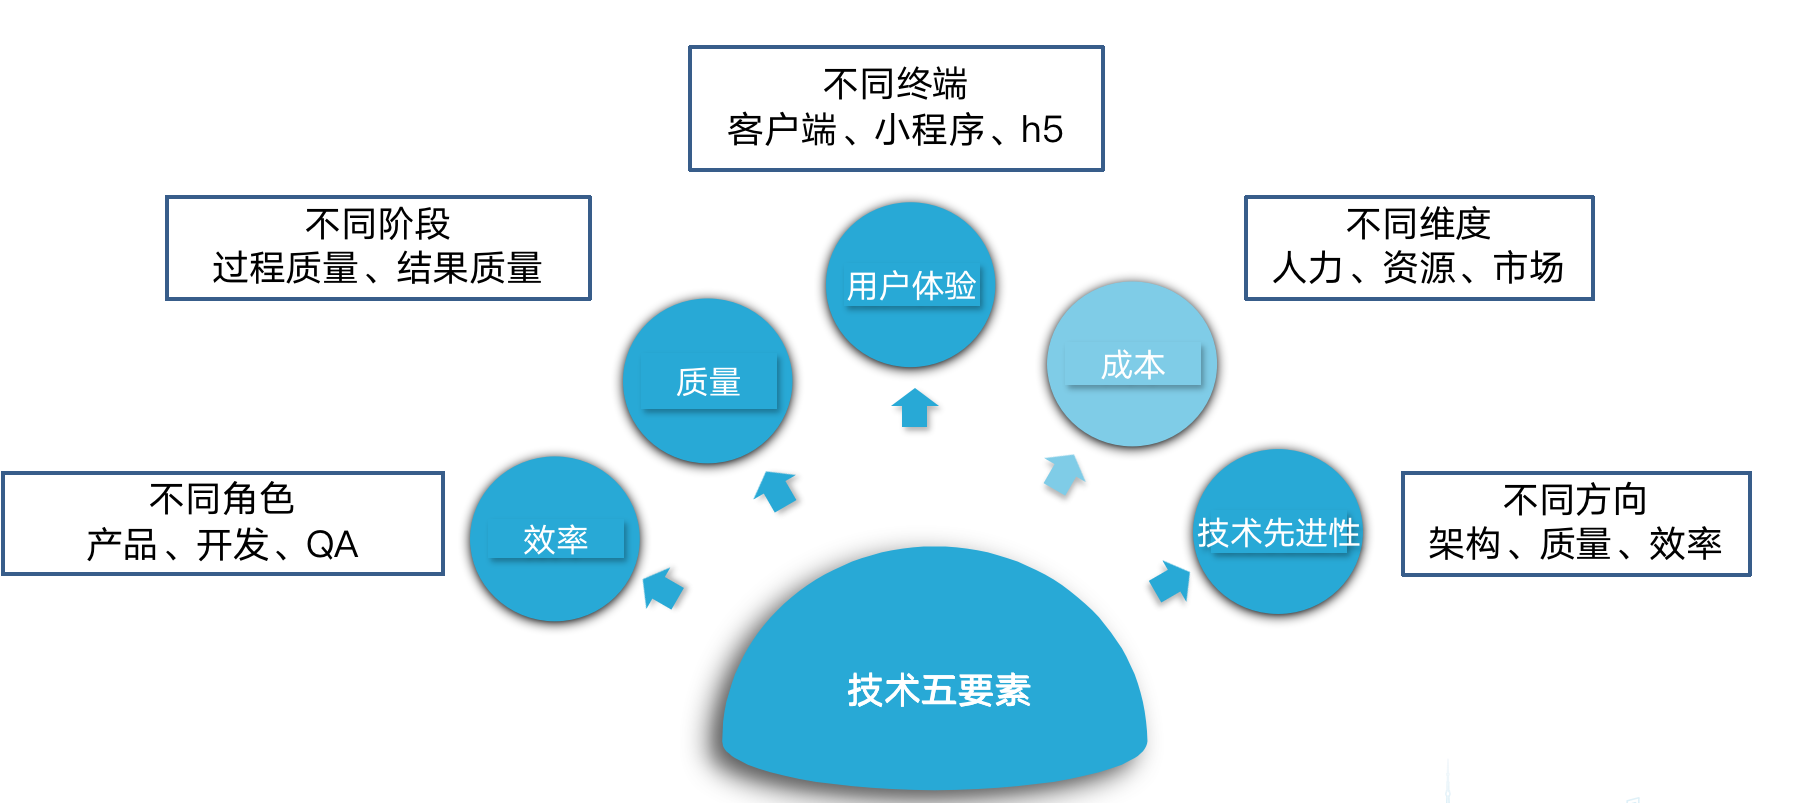 不同终端
客户端、小程序、h5
不同阶段
过程质量、结果质量
不同维度
人力、资源、市场
用户体验
成本
质量
不同角色
产品、开发、QA
效率
技术先进性
不同方向
架构、质量、效率
技术五要素